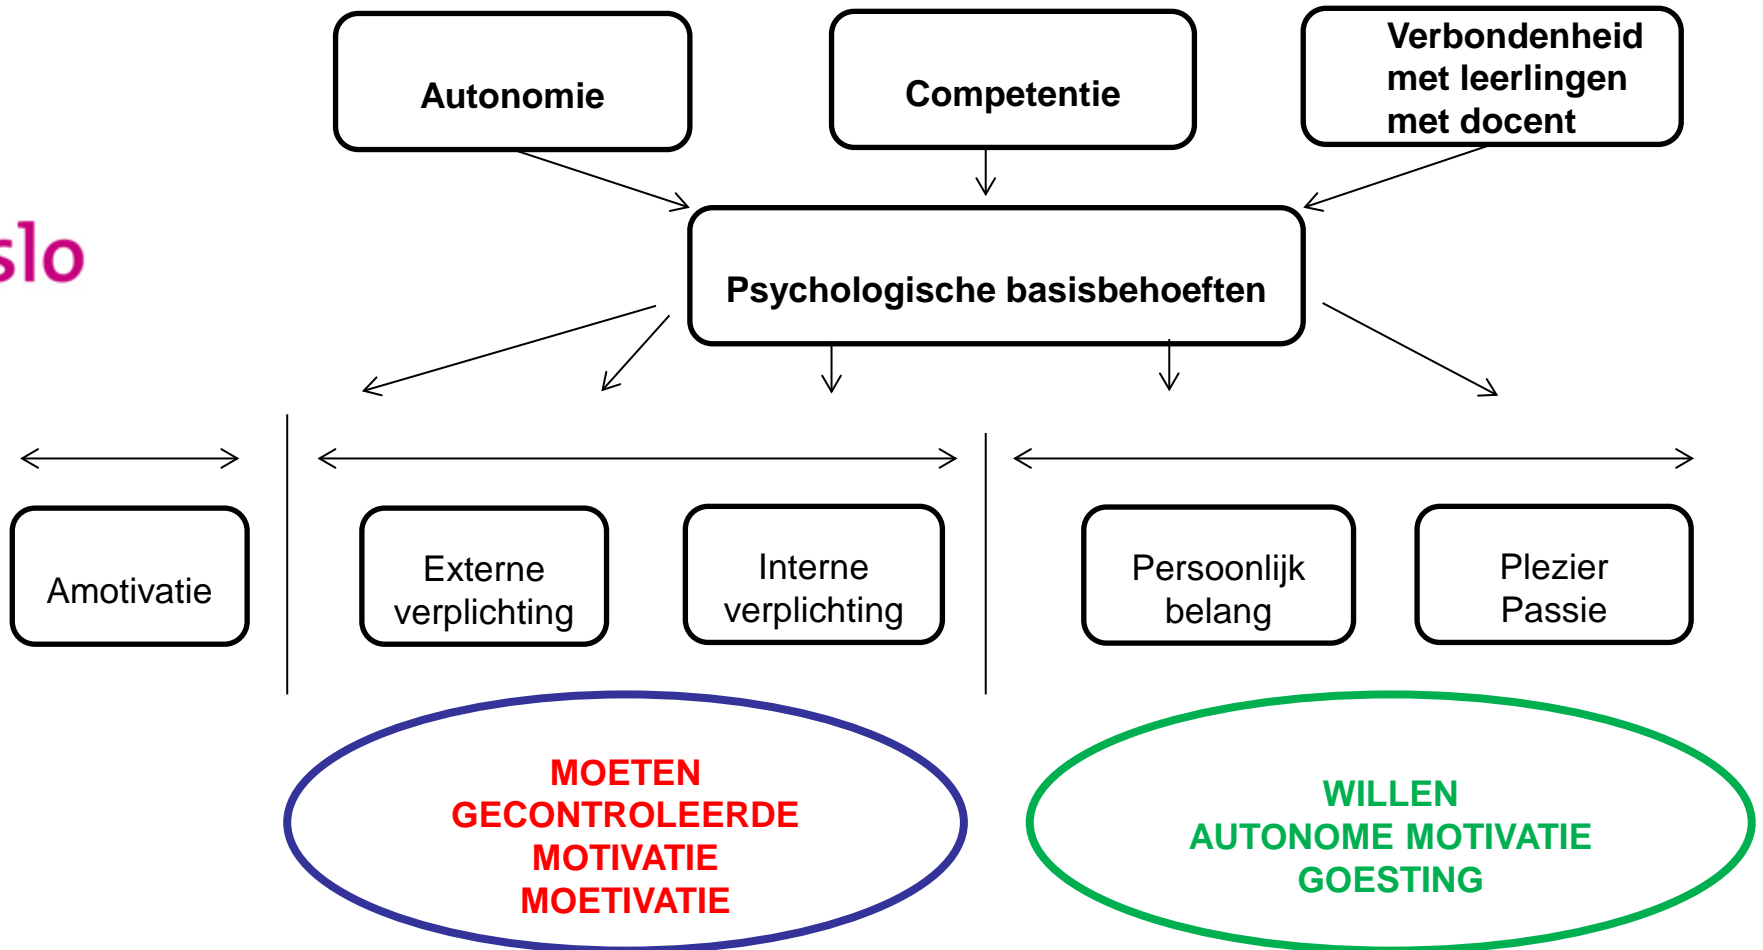 Autonomie
Competentie
Verbondenheid
met leerlingen
met docent
slo
Psychologische basisbehoeften
Amotivatie
Externe
verplichting
Interne
verplichting
Persoonlijk
belang
Plezier
Passie
MOETEN
GECONTROLEERDE
MOTIVATIE
MOETIVATIE
WILLEN
AUTONOME MOTIVATIE
GOESTING